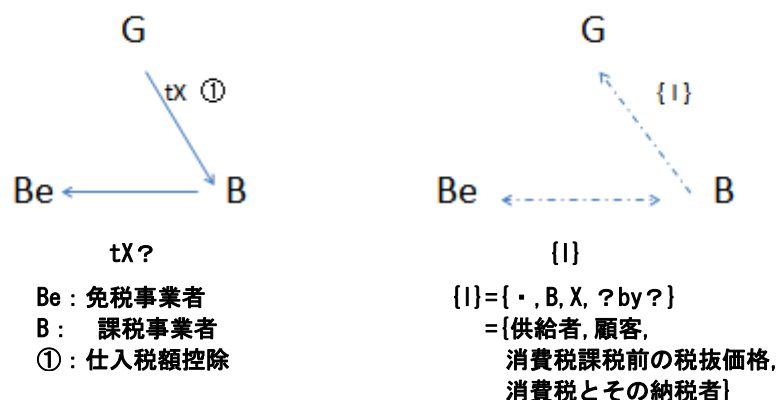 G
tX ①
Be
B
tX？
Be：免税事業者
B： 課税事業者
①：仕入税額控除
G
{I}
Be
B
{I}
{I}={・,B,X,？by？}
={供給者,顧客,
消費税課税前の税抜価格,
消費税とその納税者}